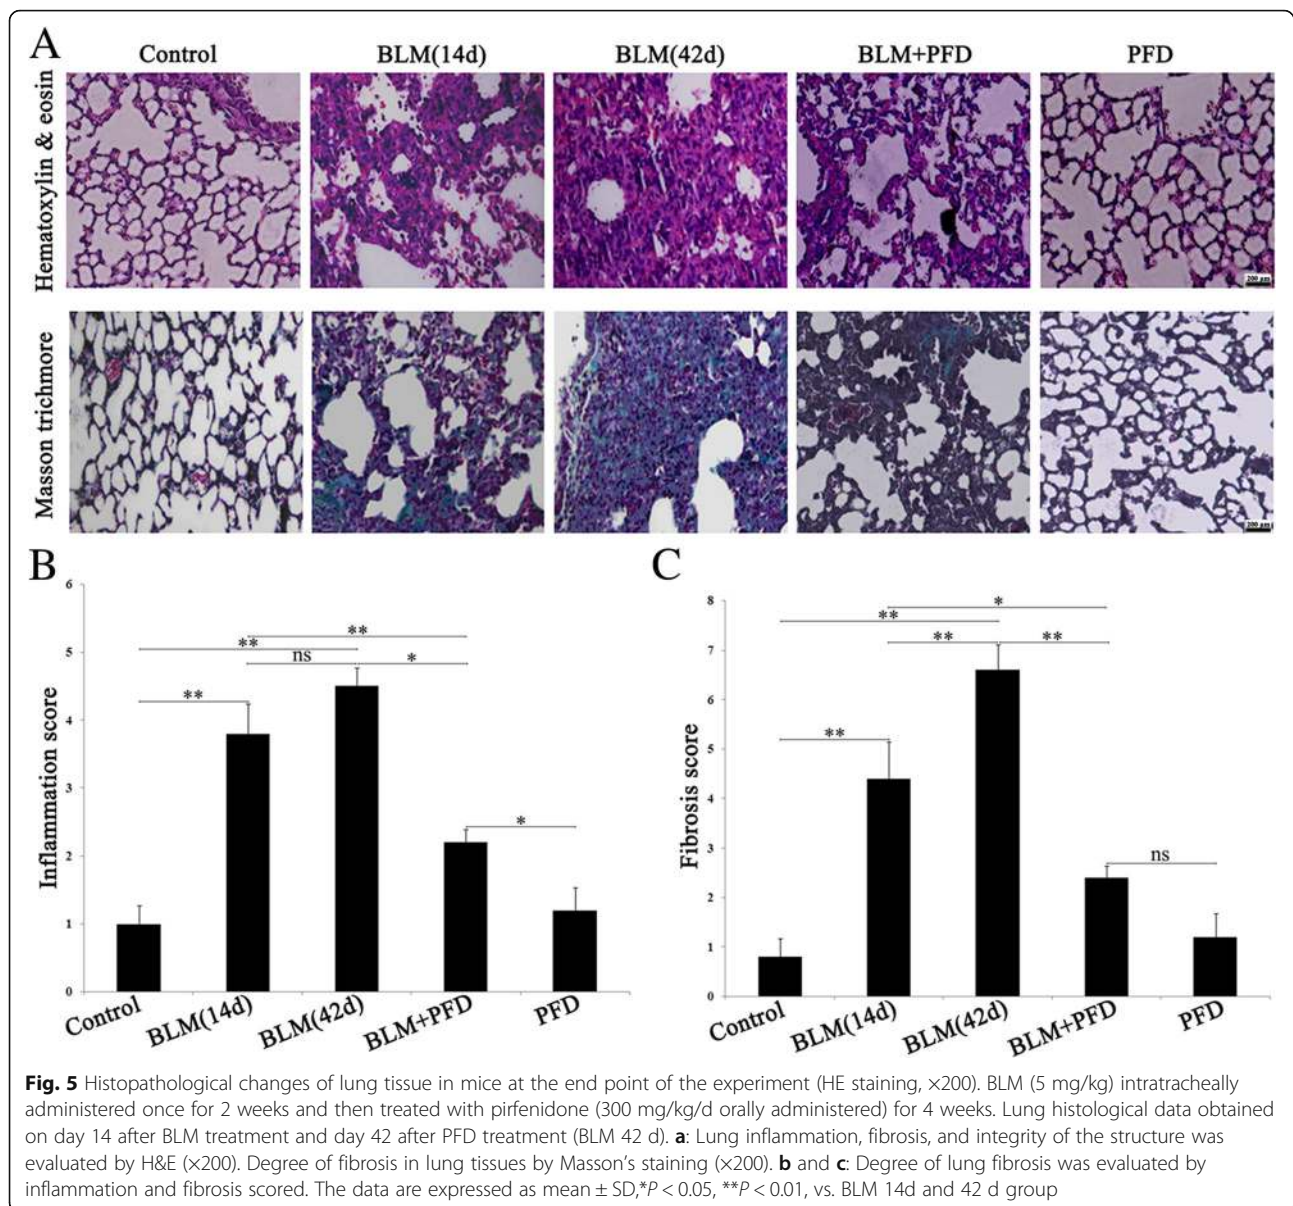 A
Control
BLM(14d)
BLM(42d)
BLM+PFD
PFD
Hematoxylin & eosin
200 µm
Masson trichmore
200 µm
B
Inflammation score
6
5
4
3
2
1
0
**
**
ns
*
**
*
Control
BLM(14d)
BLM(42d)
BLM+PFD
PFD
C
Fibrosis score
8
7
6
5
4
3
2
1
0
*
**
**
**
**
ns
Control
BLM(14d)
BLM(42d)
BLM+PFD
PFD
Fig. 5 Histopathological changes of lung tissue in mice at the end point of the experiment (HE staining, ×200). BLM (5 mg/kg) intratracheally
administered once for 2 weeks and then treated with pirfenidone (300 mg/kg/d orally administered) for 4 weeks. Lung histological data obtained
on day 14 after BLM treatment and day 42 after PFD treatment (BLM 42 d). a: Lung inflammation, fibrosis, and integrity of the structure was
evaluated by H&E (×200). Degree of fibrosis in lung tissues by Masson's staining (×200). b and c: Degree of lung fibrosis was evaluated by
inflammation and fibrosis scored. The data are expressed as mean ± SD,*P < 0.05, **P < 0.01, vs. BLM 14d and 42 d group